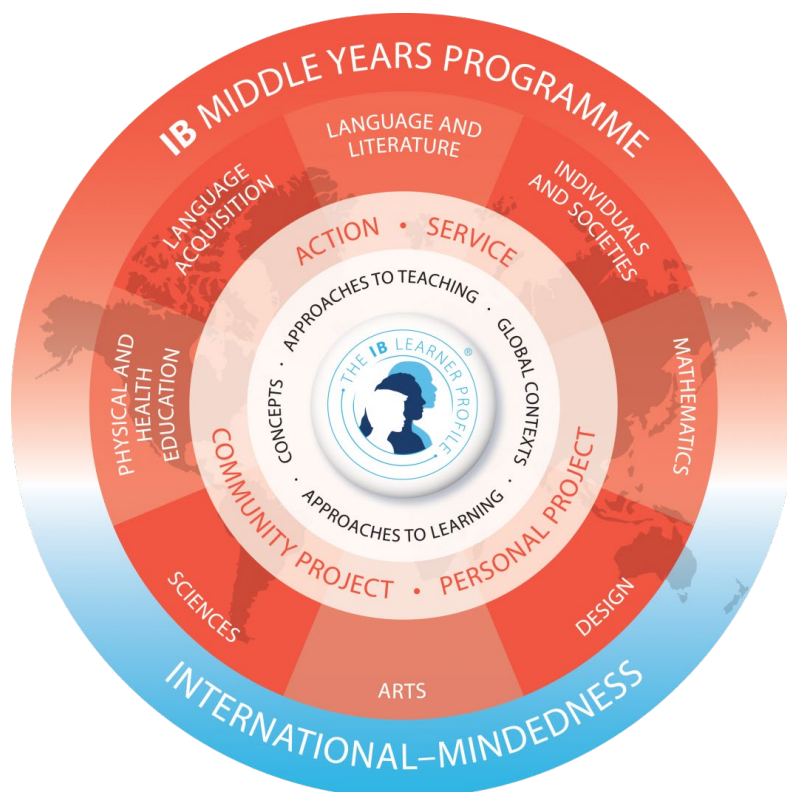 IB MIDDLE YEARS PROGRAMME
LANGUAGE AND
LITERATURE
INDIVIDUALS
AND SOCIETIES
MATHEMATICS
DESIGN
ARTS
SCIENCES
PHYSICAL AND
HEALTH
EDUCATION
LANGUAGE
ACQUISITION
ACTION • SERVICE
PERSONAL PROJECT •
COMMUNITY PROJECT
APPROACHES TO TEACHING •
GLOBAL CONTEXTS •
APPROACHES TO LEARNING •
CONCEPTS •
• THE IB LEARNER PROFILE • ®
INTERNATIONAL–MINDEDNESS